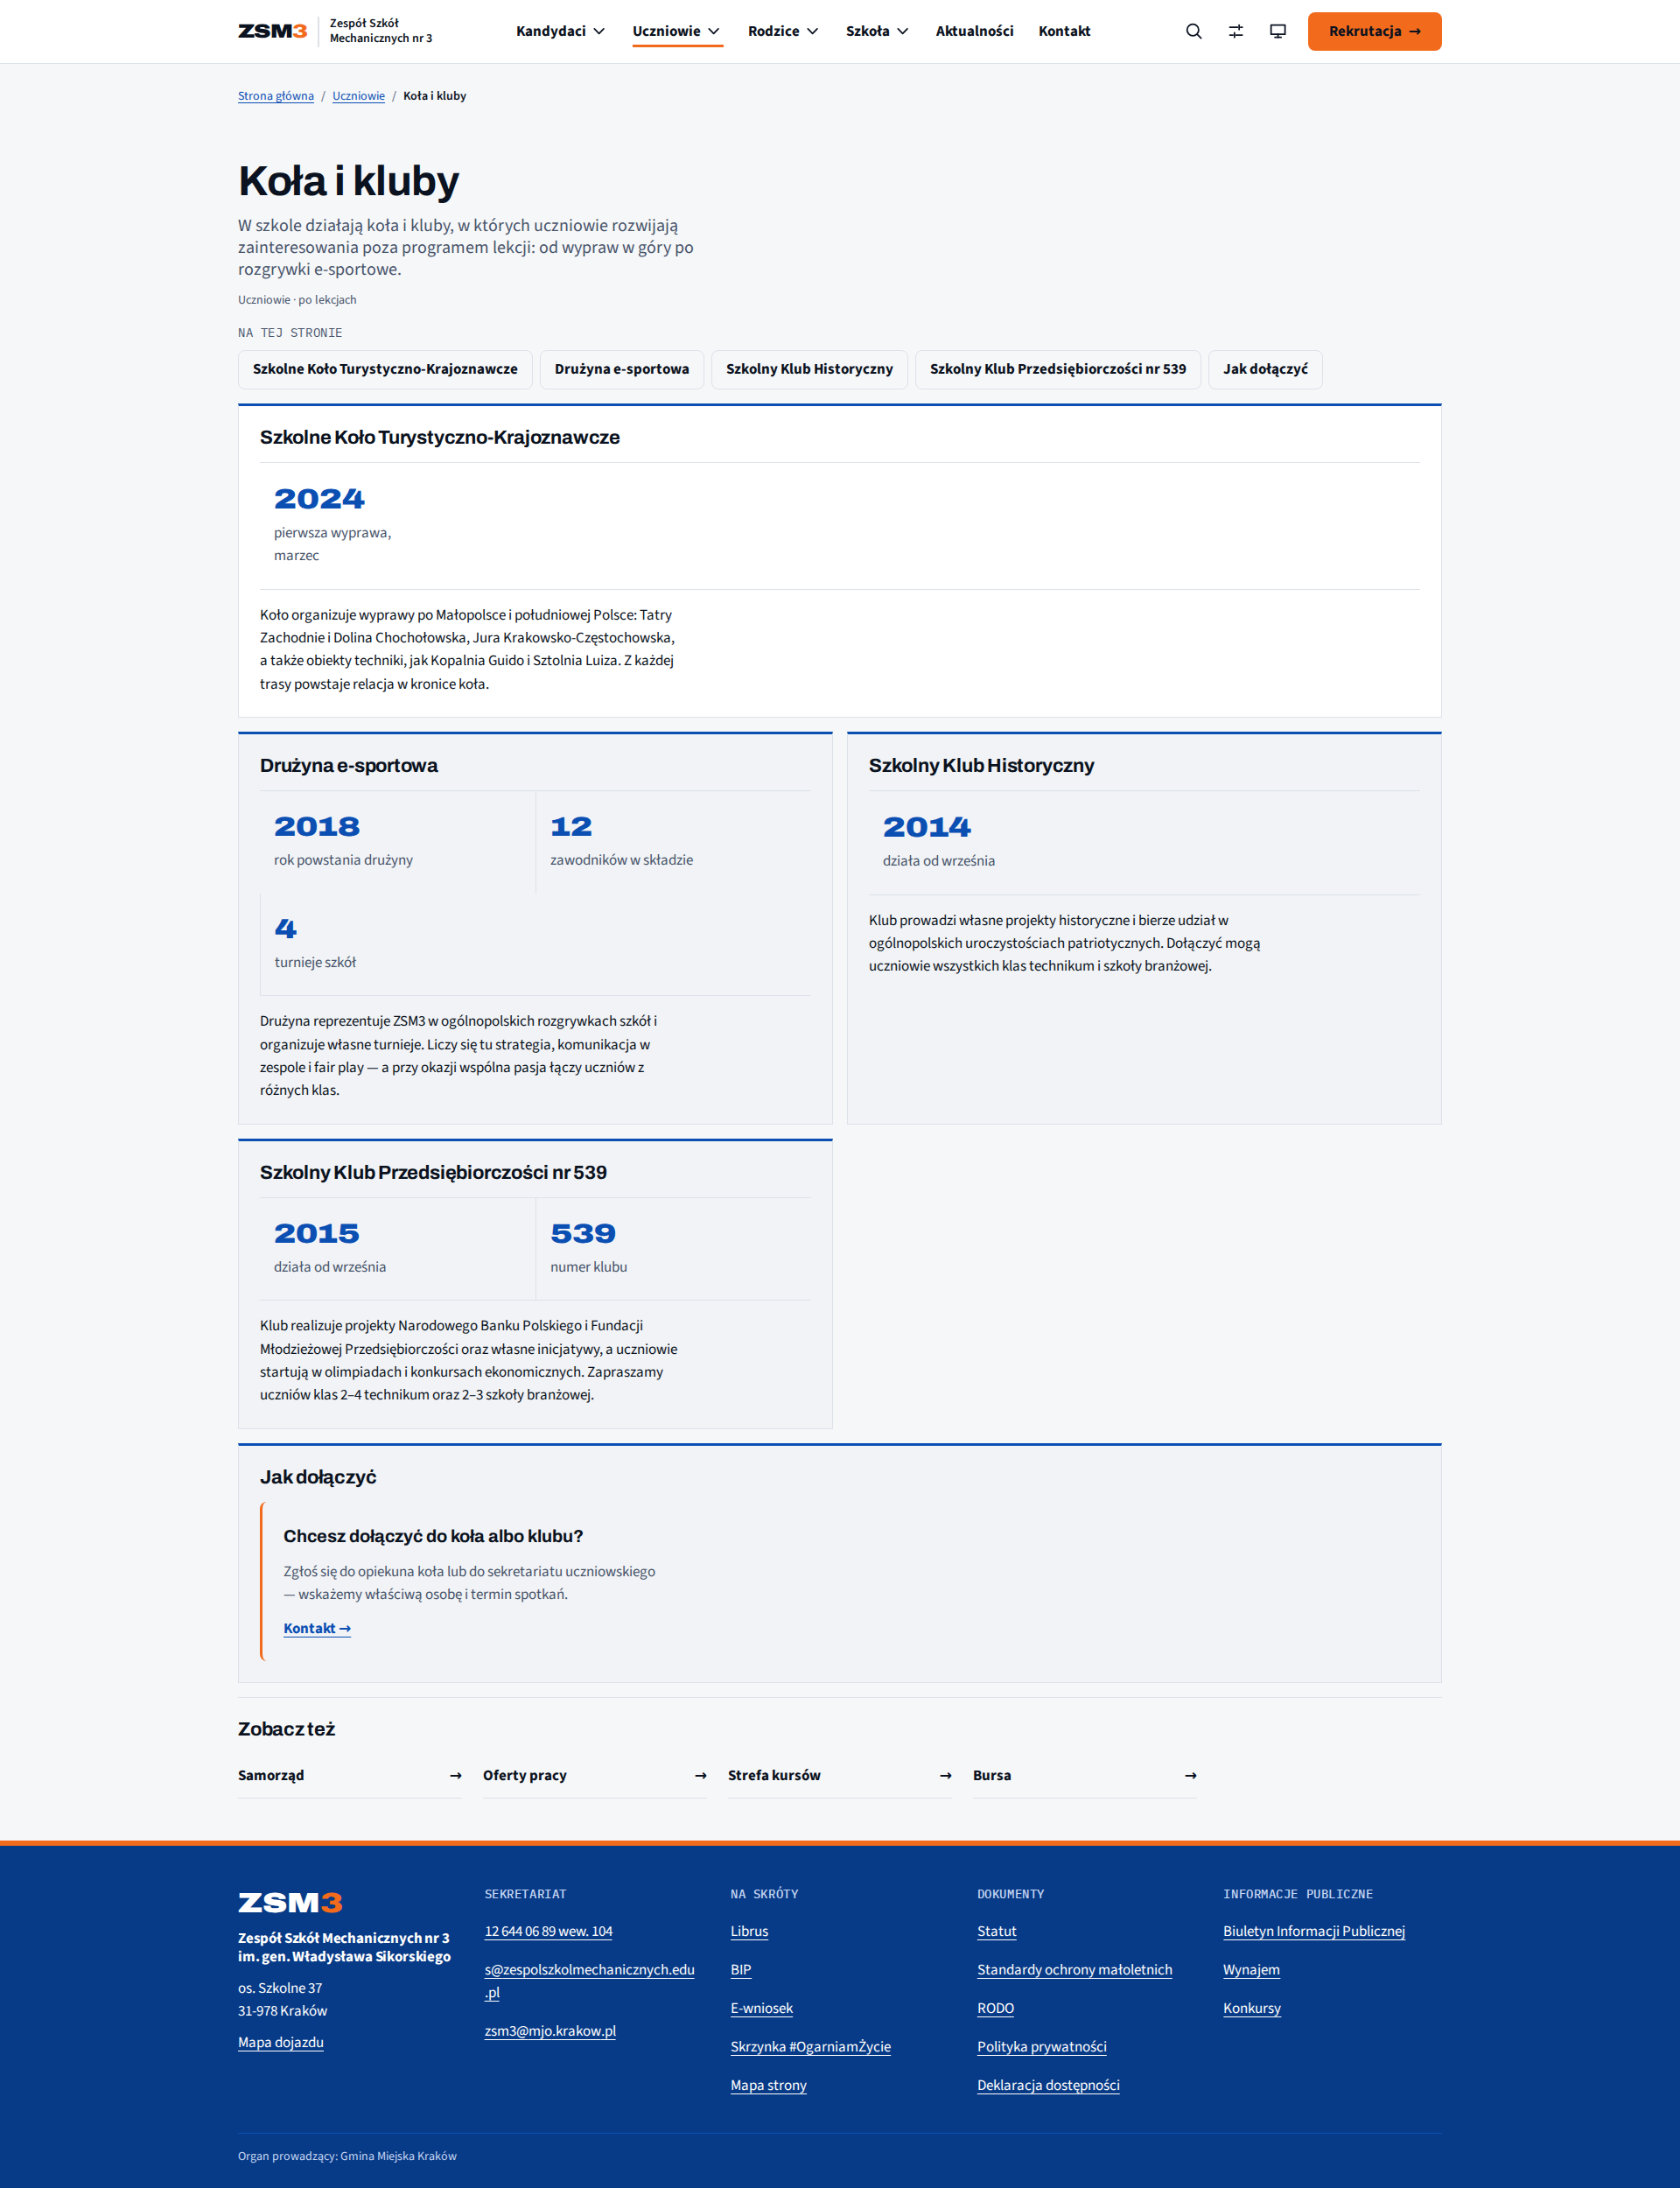 ZSM3
Zespół Szkół
Mechanicznych nr 3
Kandydaci
Uczniowie
Rodzice
Szkoła
Aktualności
Kontakt
Rekrutacja →
Strona główna / Uczniowie / Koła i kluby
Koła i kluby
W szkole działają koła i kluby, w których uczniowie rozwijają
zainteresowania poza programem lekcji: od wypraw w góry po
rozgrywki e-sportowe.
Uczniowie · po lekcjach
NA TEJ STRONIE
Szkolne Koło Turystyczno-Krajoznawcze
Drużyna e-sportowa
Szkolny Klub Historyczny
Szkolny Klub Przedsiębiorczości nr 539
Jak dołączyć
Szkolne Koło Turystyczno-Krajoznawcze
2024
pierwsza wyprawa,
marzec
Koło organizuje wyprawy po Małopolsce i południowej Polsce: Tatry
Zachodnie i Dolina Chochołowska, Jura Krakowsko-Częstochowska,
a także obiekty techniki, jak Kopalnia Guido i Sztolnia Luiza. Z każdej
trasy powstaje relacja w kronice koła.
Drużyna e-sportowa
2018
rok powstania drużyny
12
zawodników w składzie
4
turnieje szkół
Drużyna reprezentuje ZSM3 w ogólnopolskich rozgrywkach szkół i
organizuje własne turnieje. Liczy się tu strategia, komunikacja w
zespole i fair play — a przy okazji wspólna pasja łączy uczniów z
różnych klas.
Szkolny Klub Historyczny
2014
działa od września
Klub prowadzi własne projekty historyczne i bierze udział w
ogólnopolskich uroczystościach patriotycznych. Dołączyć mogą
uczniowie wszystkich klas technikum i szkoły branżowej.
Szkolny Klub Przedsiębiorczości nr 539
2015
działa od września
539
numer klubu
Klub realizuje projekty Narodowego Banku Polskiego i Fundacji
Młodzieżowej Przedsiębiorczości oraz własne inicjatywy, a uczniowie
startują w olimpiadach i konkursach ekonomicznych. Zapraszamy
uczniów klas 2–4 technikum oraz 2–3 szkoły branżowej.
Jak dołączyć
Chcesz dołączyć do koła albo klubu?
Zgłoś się do opiekuna koła lub do sekretariatu uczniowskiego
— wskażemy właściwą osobę i termin spotkań.
Kontakt →
Zobacz też
Samorząd →
Oferty pracy →
Strefa kursów →
Bursa →
ZSM3
Zespół Szkół Mechanicznych nr 3
im. gen. Władysława Sikorskiego
os. Szkolne 37
31-978 Kraków
Mapa dojazdu
SEKRETARIAT
12 644 06 89 wew. 104
s@zespolszkolmechanicznych.edu
.pl
zsm3@mjo.krakow.pl
NA SKRÓTY
Librus
BIP
E-wniosek
Skrzynka #OgarniamŻycie
Mapa strony
DOKUMENTY
Statut
Standardy ochrony małoletnich
RODO
Polityka prywatności
Deklaracja dostępności
INFORMACJE PUBLICZNE
Biuletyn Informacji Publicznej
Wynajem
Konkursy
Organ prowadzący: Gmina Miejska Kraków